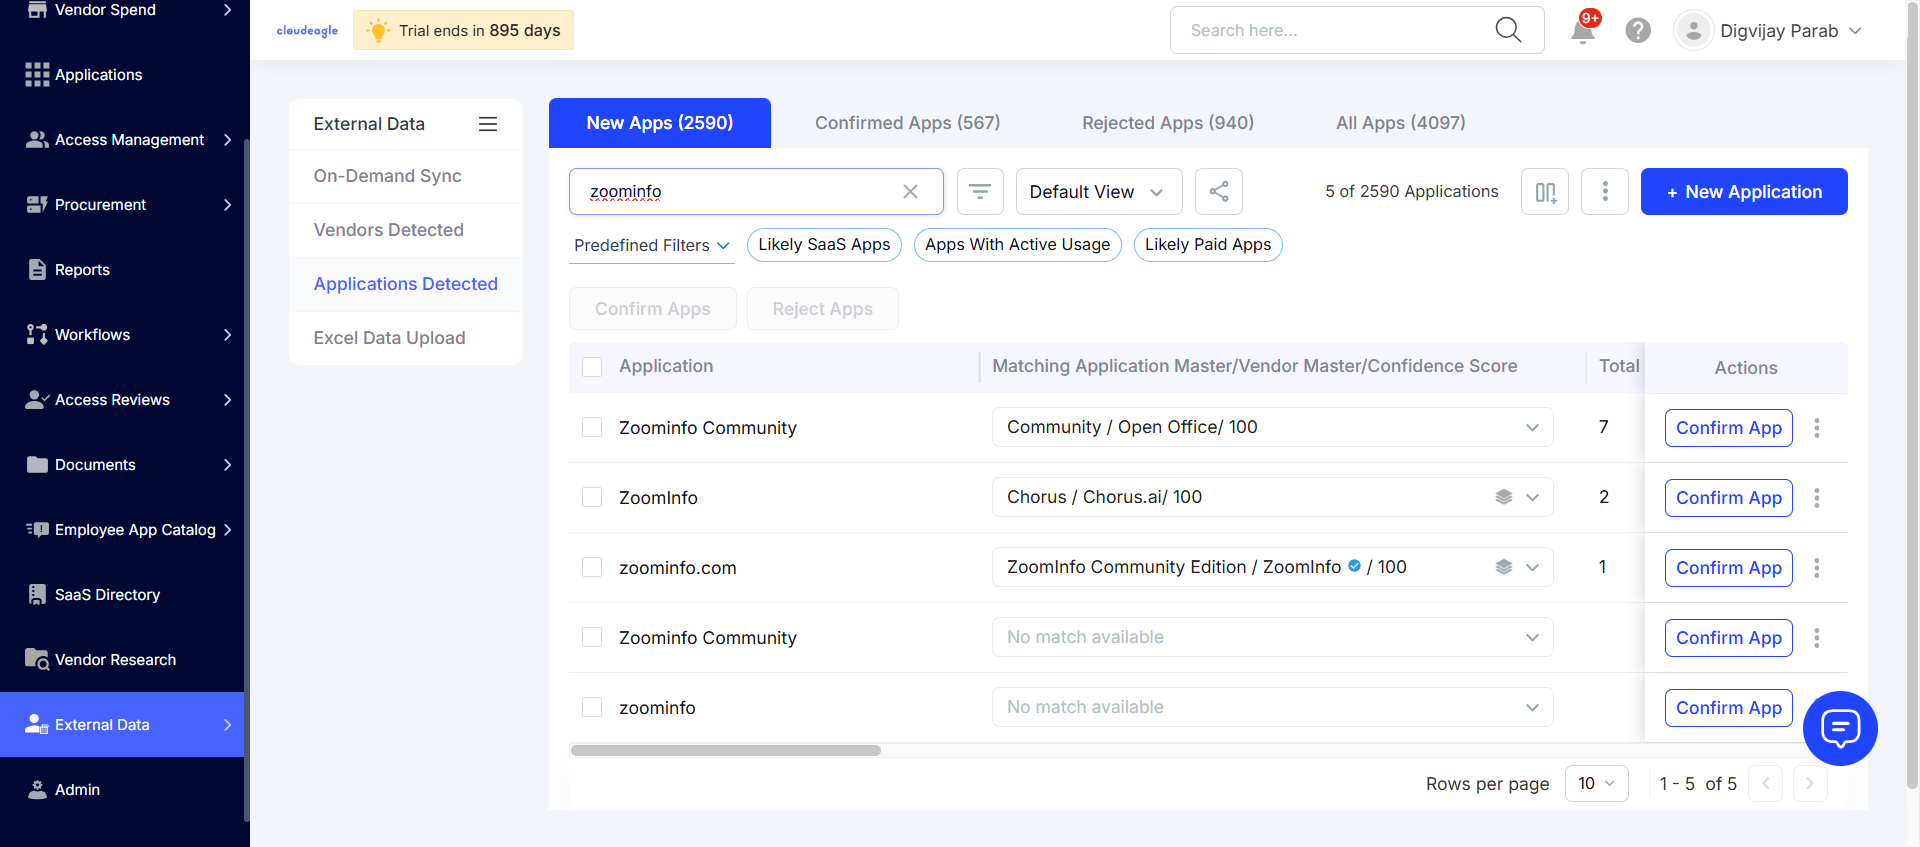 Vendor Spend
Applications
Access Management
Procurement
Reports
Workflows
Access Reviews
Documents
Employee App Catalog
SaaS Directory
Vendor Research
External Data
Admin
cloudeagle
Trial ends in 895 days
Search here...
9+
Digvijay Parab
External Data
On-Demand Sync
Vendors Detected
Applications Detected
Excel Data Upload
New Apps (2590)
Confirmed Apps (567)
Rejected Apps (940)
All Apps (4097)
zoominfo
Default View
5 of 2590 Applications
+ New Application
Predefined Filters
Likely SaaS Apps
Apps With Active Usage
Likely Paid Apps
Confirm Apps
Reject Apps
Application
Matching Application Master/Vendor Master/Confidence Score
Total
Actions
Zoominfo Community
Community / Open Office/ 100
7
Confirm App
ZoomInfo
Chorus / Chorus.ai/ 100
2
Confirm App
zoominfo.com
ZoomInfo Community Edition / ZoomInfo / 100
1
Confirm App
Zoominfo Community
No match available
Confirm App
zoominfo
No match available
Confirm App
Rows per page
10
1 - 5 of 5